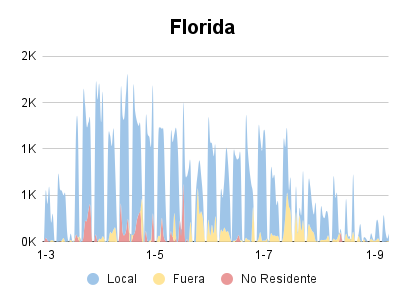 Florida
2K
2K
1K
1K
0K
1-3
1-5
1-7
1-9
Local
Fuera
No Residente